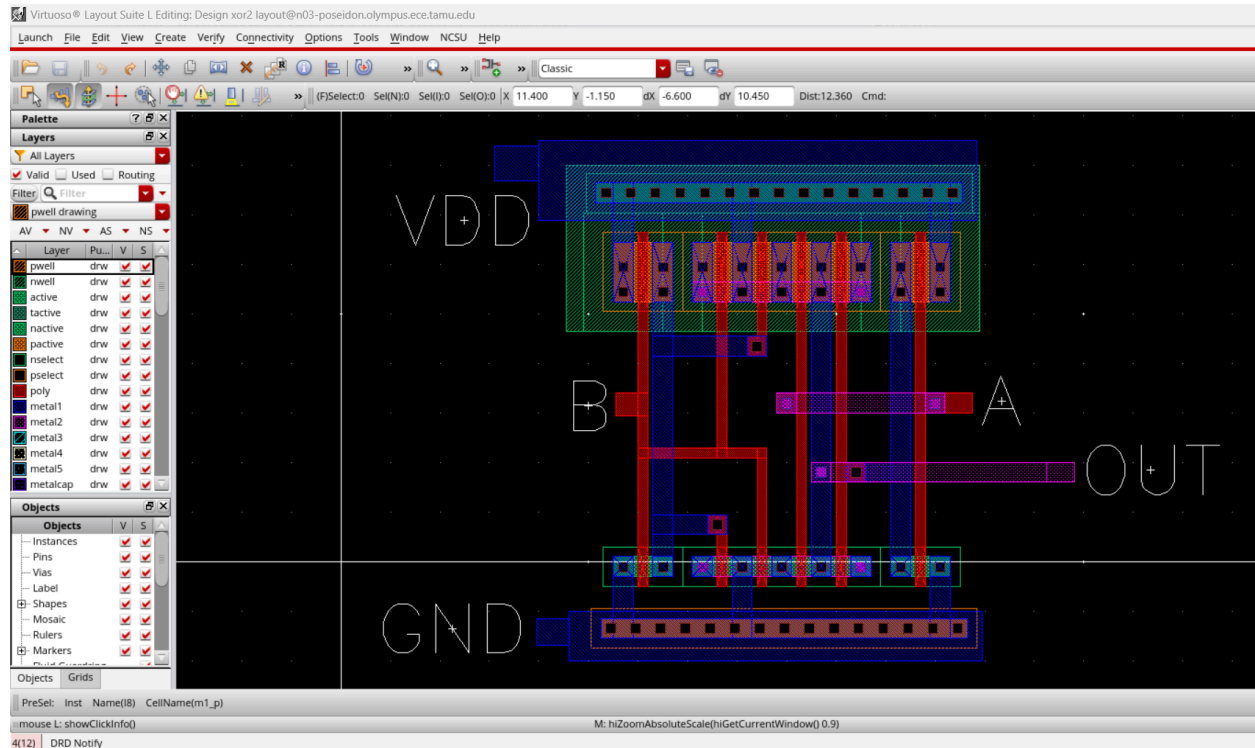 Virtuoso® Layout Suite L Editing: Design xor2 layout@n03-poseidon.olympus.ece.tamu.edu
Launch File Edit View Create Verify Connectivity Options Tools Window NCSU Help
» » » Classic
» (F)Select:0 Sel(N):0 Sel(I):0 Sel(O):0 X 11.400 Y -1.150 dX -6.600 dY 10.450 Dist:12.360 Cmd:
Palette
Layers
All Layers
Valid Used Routing
Filter Filter
pwell drawing
AV NV AS NS
Layer Pu... V S
pwell drw
nwell drw
active drw
tactive drw
nactive drw
pactive drw
nselect drw
pselect drw
poly drw
metal1 drw
metal2 drw
metal3 drw
metal4 drw
metal5 drw
metalcap drw
Objects
Objects V S
Instances
Pins
Vias
Label
Shapes
Mosaic
Rulers
Markers
Objects Grids
VDD
B
A
OUT
GND
PreSel: Inst Name(I8) CellName(m1_p)
mouse L: showClickInfo() M: hiZoomAbsoluteScale(hiGetCurrentWindow() 0.9)
4(12) DRD Notify